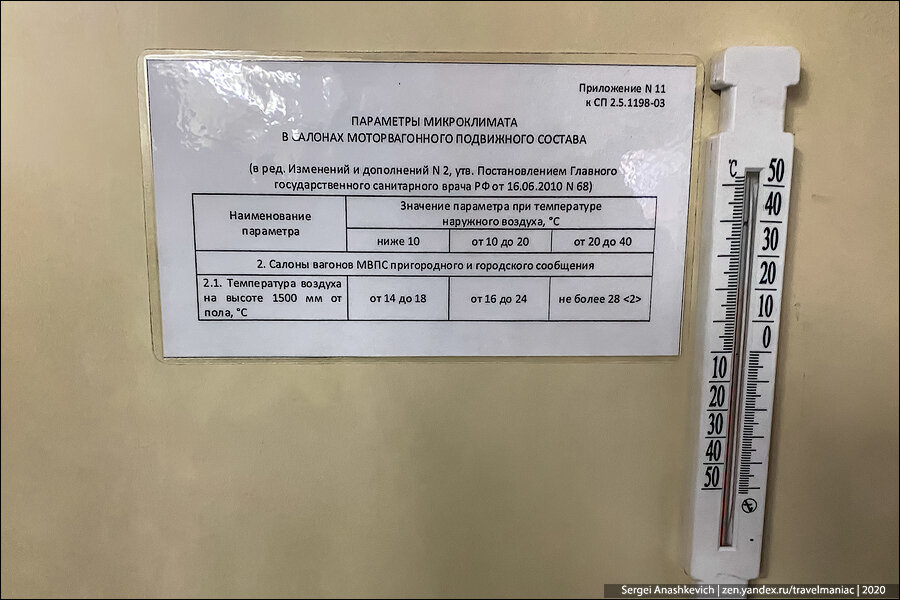 Приложение N 11
к СП 2.5.1198-03
ПАРАМЕТРЫ МИКРОКЛИМАТА
В САЛОНАХ МОТОРВАГОННОГО ПОДВИЖНОГО СОСТАВА
(в ред. Изменений и дополнений N 2, утв. Постановлением Главного
государственного санитарного врача РФ от 16.06.2010 N 68)
Наименование
параметра
Значение параметра при температуре
наружного воздуха, °С
ниже 10
от 10 до 20
от 20 до 40
2. Салоны вагонов МВПС пригородного и городского сообщения
2.1. Температура воздуха
на высоте 1500 мм от
пола, °С
от 14 до 18
от 16 до 24
не более 28 <2>
°C
50
40
30
20
10
0
10
20
30
40
50
Sergei Anashkevich | zen.yandex.ru/travelmaniac | 2020